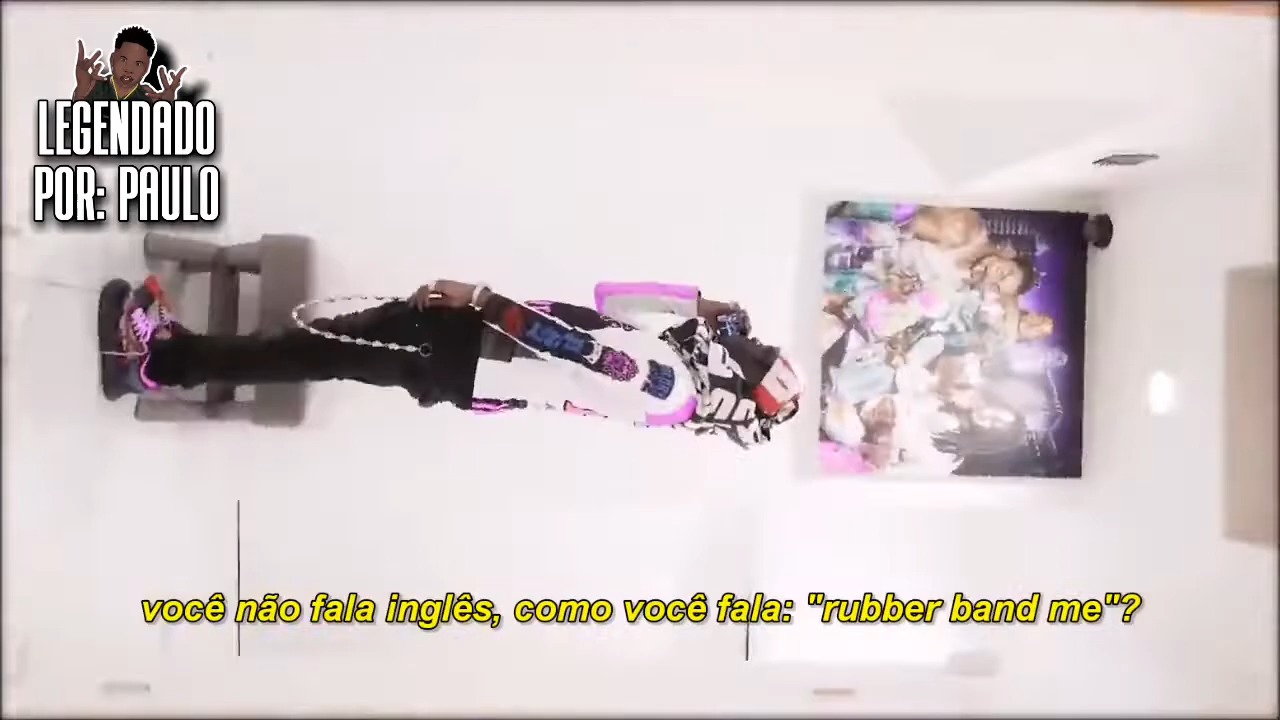 LEGENDADO
POR: PAULO
você não fala inglês, como você fala: "rubber band me"?